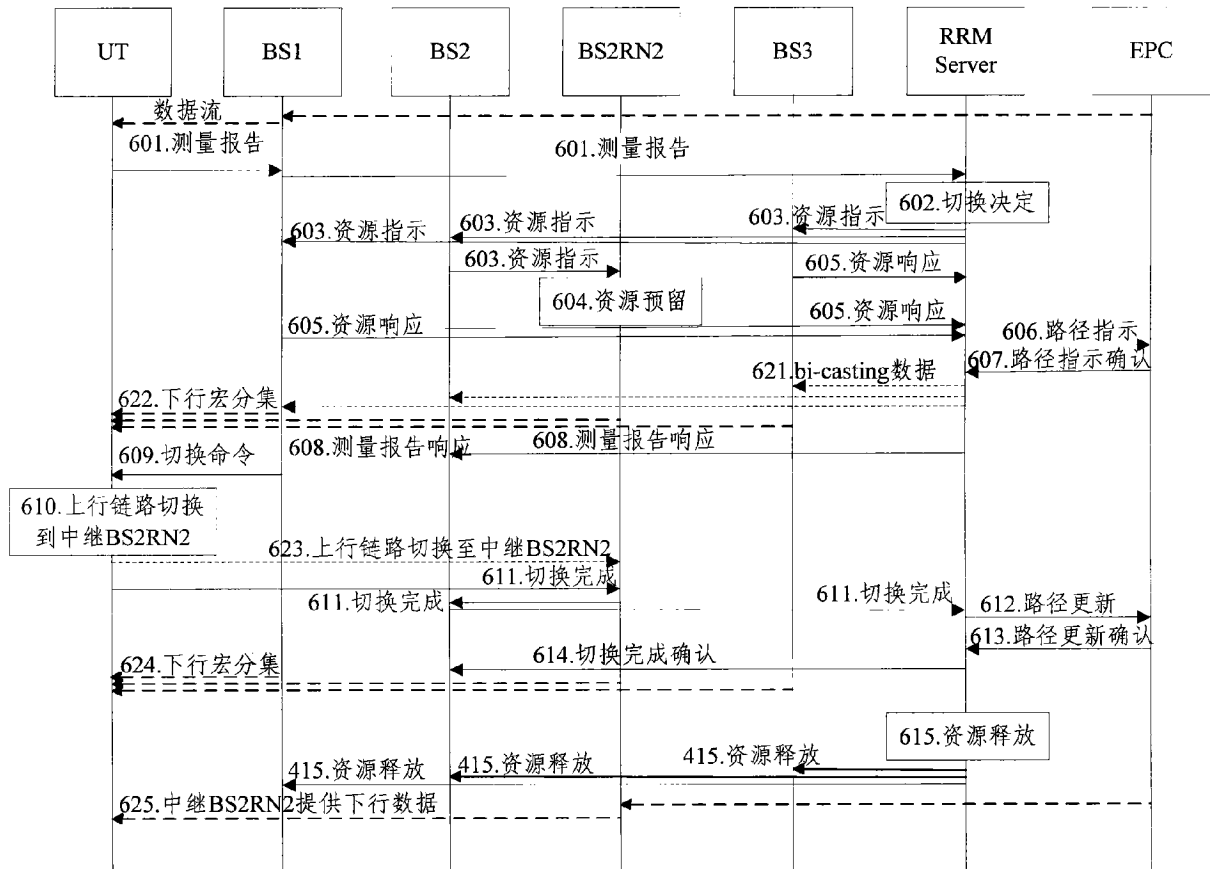 UT
BS1
BS2
BS2RN2
BS3
RRM
Server
EPC
数据流
601.测量报告
601.测量报告
602.切换决定
603.资源指示
603.资源指示
603.资源指示
603.资源指示
605.资源响应
604.资源预留
605.资源响应
605.资源响应
606.路径指示
607.路径指示确认
621.bi-casting数据
622.下行宏分集
608.测量报告响应
608.测量报告响应
609.切换命令
610.上行链路切换
到中继BS2RN2
623.上行链路切换至中继BS2RN2
611.切换完成
611.切换完成
611.切换完成
612.路径更新
613.路径更新确认
614.切换完成确认
624.下行宏分集
615.资源释放
415.资源释放
415.资源释放
415.资源释放
625.中继BS2RN2提供下行数据